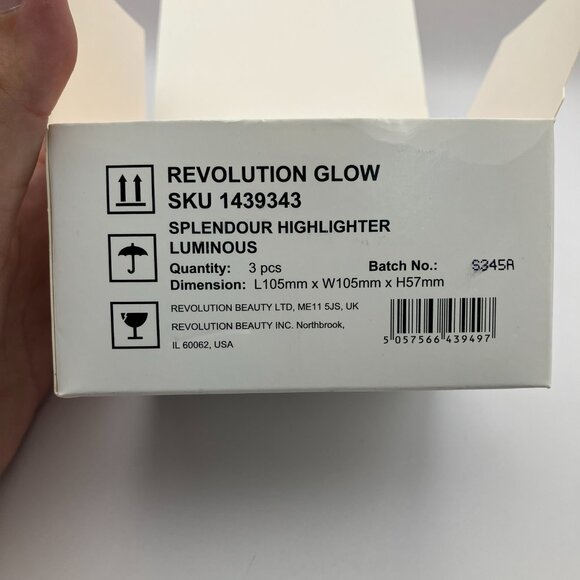 REVOLUTION GLOW
SKU 1439343
SPLENDOUR HIGHLIGHTER
LUMINOUS
Quantity: 3 pcs Batch No.: S345A
Dimension: L105mm x W105mm x H57mm
REVOLUTION BEAUTY LTD, ME11 5JS, UK
REVOLUTION BEAUTY INC. Northbrook,
IL 60062, USA
5 057566 439497